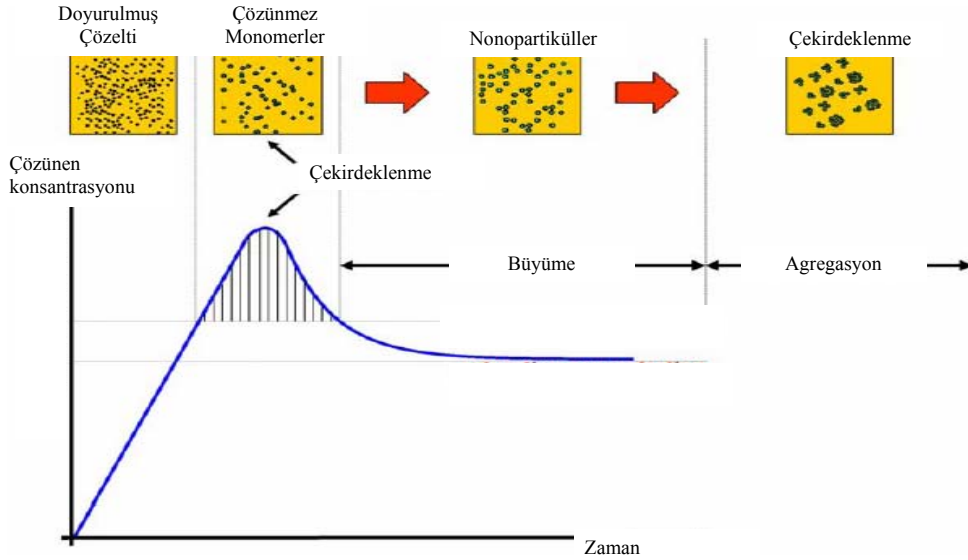 Doyurulmuş
Çözelti
Çözünmez
Monomerler
Nonopartiküller
Çekirdeklenme
Çözünen
konsantrasyonu
Çekirdeklenme
Büyüme
Agregasyon
Zaman